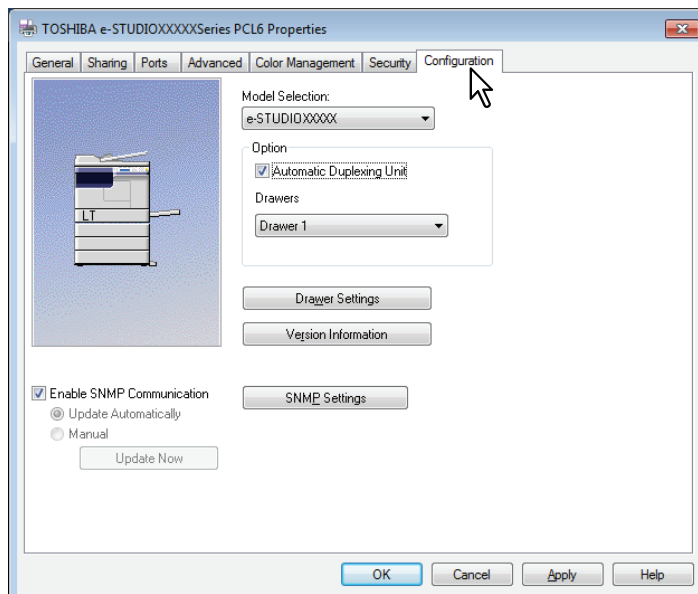 TOSHIBA e-STUDIOXXXXXSeries PCL6 Properties
General Sharing Ports Advanced Color Management Security Configuration
Model Selection:
e-STUDIOXXXXX
Option
Automatic Duplexing Unit
Drawers
Drawer 1
LT
Drawer Settings
Version Information
Enable SNMP Communication
SNMP Settings
Update Automatically
Manual
Update Now
OK Cancel Apply Help